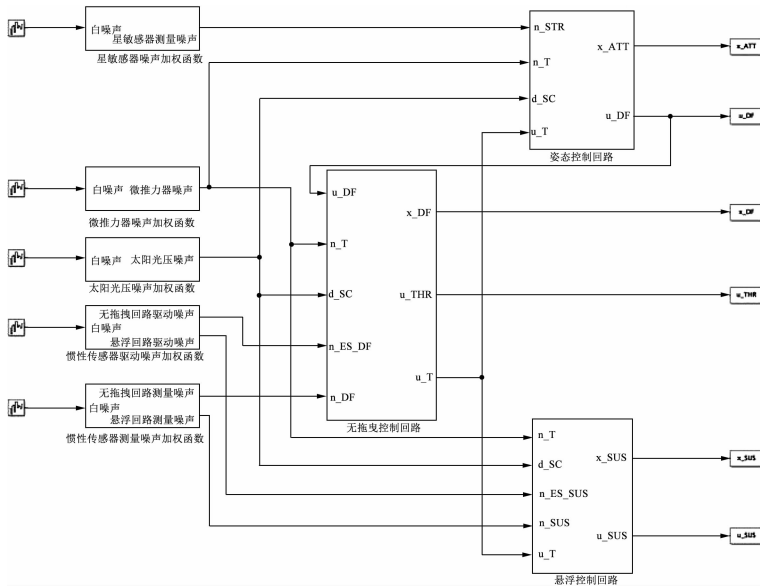 白噪声
星敏感器测量噪声
星敏感器噪声加权函数
n_STR
n_T
d_SC
u_T
x_ATT
u_DF
姿态控制回路
x_ATT
u_DF
白噪声 微推力器噪声
微推力器噪声加权函数
白噪声 太阳光压噪声
太阳光压噪声加权函数
无拖拽回路驱动噪声
白噪声
悬浮回路驱动噪声
惯性传感器驱动噪声加权函数
无拖拽回路测量噪声
白噪声
悬浮回路测量噪声
惯性传感器测量噪声加权函数
u_DF
n_T
d_SC
n_ES_DF
n_DF
x_DF
u_THR
u_T
无拖曳控制回路
x_DF
u_THR
n_T
d_SC
n_ES_SUS
n_SUS
u_T
x_SUS
u_SUS
悬浮控制回路
x_SUS
u_SUS